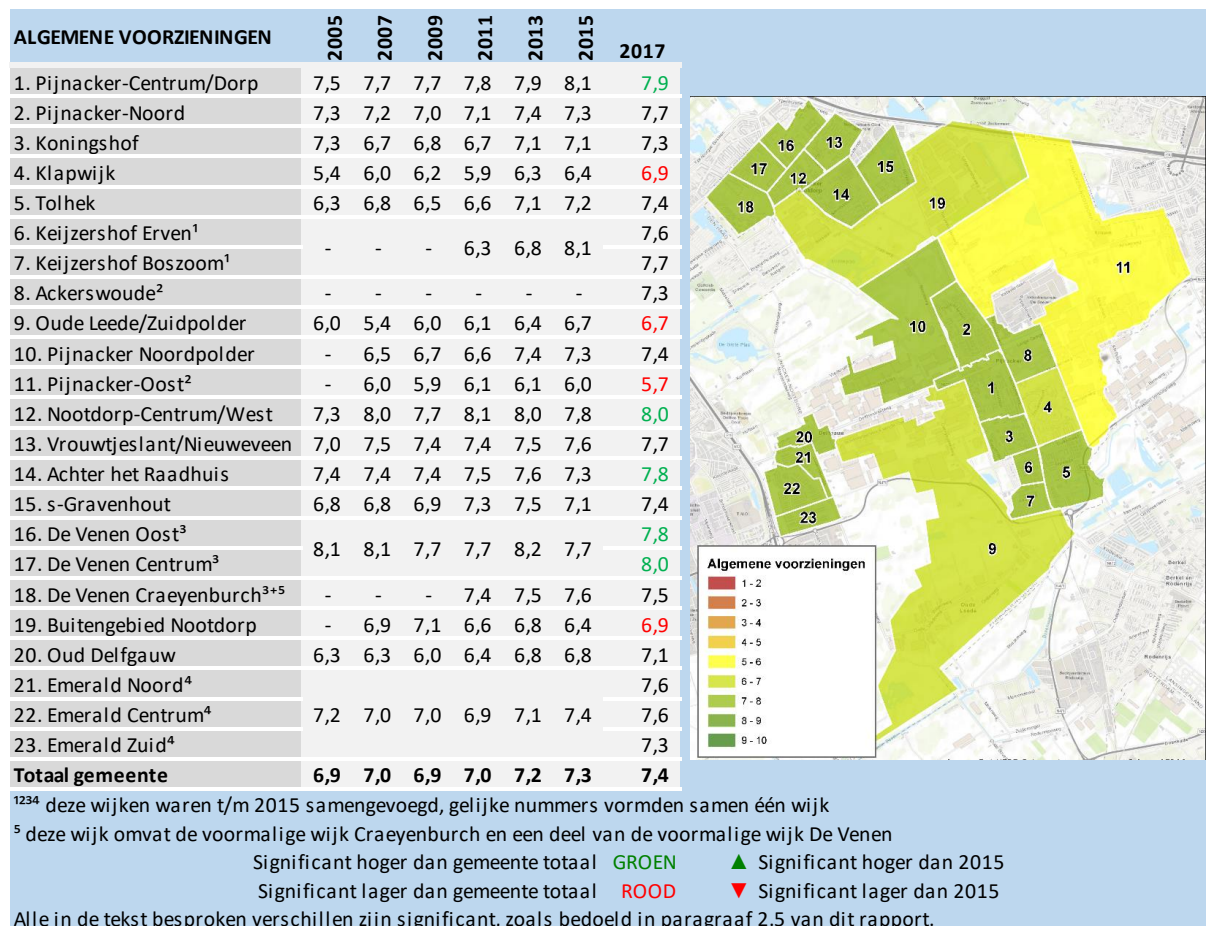 ALGEMENE VOORZIENINGEN 2005 2007 2009 2011 2013 2015 2017
1. Pijnacker-Centrum/Dorp 7,5 7,7 7,7 7,8 7,9 8,1 7,9
2. Pijnacker-Noord 7,3 7,2 7,0 7,1 7,4 7,3 7,7
3. Koningshof 7,3 6,7 6,8 6,7 7,1 7,1 7,3
4. Klapwijk 5,4 6,0 6,2 5,9 6,3 6,4 6,9
5. Tolhek 6,3 6,8 6,5 6,6 7,1 7,2 7,4
6. Keijzershof Erven¹ 7,6
- - - 6,3 6,8 8,1
7. Keijzershof Boszoom¹ 7,7
8. Ackerswoude² - - - - - - 7,3
9. Oude Leede/Zuidpolder 6,0 5,4 6,0 6,1 6,4 6,7 6,7
10. Pijnacker Noordpolder - 6,5 6,7 6,6 7,4 7,3 7,4
11. Pijnacker-Oost² - 6,0 5,9 6,1 6,1 6,0 5,7
12. Nootdorp-Centrum/West 7,3 8,0 7,7 8,1 8,0 7,8 8,0
13. Vrouwtjeslant/Nieuweveen 7,0 7,5 7,4 7,4 7,5 7,6 7,7
14. Achter het Raadhuis 7,4 7,4 7,4 7,5 7,6 7,3 7,8
15. s-Gravenhout 6,8 6,8 6,9 7,3 7,5 7,1 7,4
16. De Venen Oost³ 7,8
8,1 8,1 7,7 7,7 8,2 7,7
17. De Venen Centrum³ 8,0
18. De Venen Craeyenburch³⁺⁵ - - - 7,4 7,5 7,6 7,5
19. Buitengebied Nootdorp - 6,9 7,1 6,6 6,8 6,4 6,9
20. Oud Delfgauw 6,3 6,3 6,0 6,4 6,8 6,8 7,1
21. Emerald Noord⁴ 7,6
22. Emerald Centrum⁴ 7,2 7,0 7,0 6,9 7,1 7,4 7,6
23. Emerald Zuid⁴ 7,3
Totaal gemeente 6,9 7,0 6,9 7,0 7,2 7,3 7,4
16
13
17
12
15
14
18
19
11
10
2
8
1
4
20
3
21
6
5
22
7
23
9
Algemene voorzieningen
1 - 2
2 - 3
3 - 4
4 - 5
5 - 6
6 - 7
7 - 8
8 - 9
9 - 10
¹²³⁴ deze wijken waren t/m 2015 samengevoegd, gelijke nummers vormden samen één wijk
⁵ deze wijk omvat de voormalige wijk Craeyenburch en een deel van de voormalige wijk De Venen
Significant hoger dan gemeente totaal GROEN ▲ Significant hoger dan 2015
Significant lager dan gemeente totaal ROOD ▼ Significant lager dan 2015
Alle in de tekst besproken verschillen zijn significant, zoals bedoeld in paragraaf 2.5 van dit rapport.